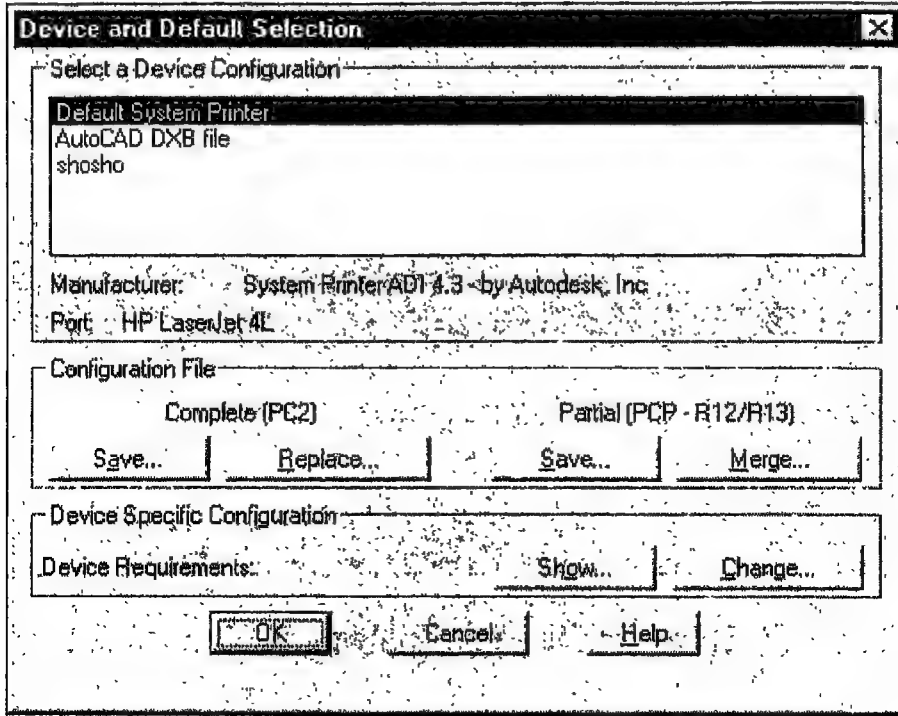 Device and Default Selection
Select a Device Configuration
Default System Printer
AutoCAD DXB file
shosho
Manufacturer: System Printer ADI 4.3 - by Autodesk, Inc
Port: HP LaserJet 4L
Configuration File
Complete (PC2) Partial (PCP - R12/R13)
Save... Replace... Save... Merge...
Device Specific Configuration
Device Requirements: Show... Change...
OK Cancel Help